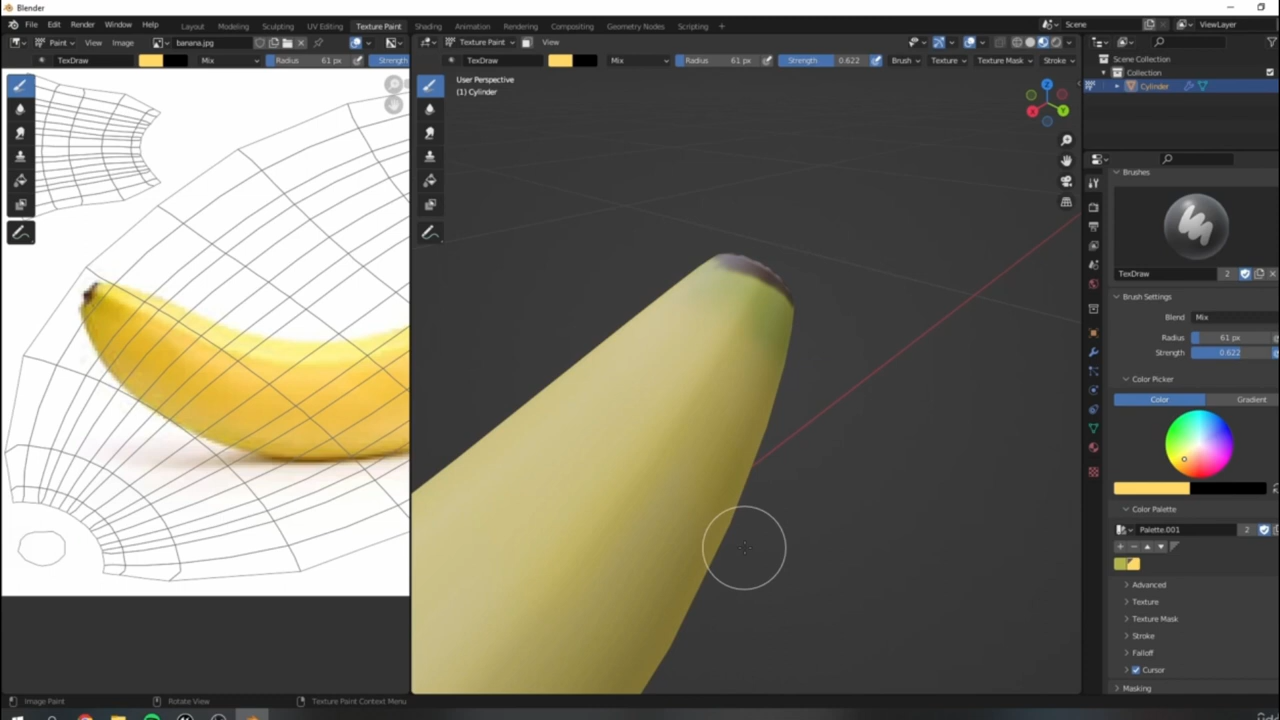 Blender
File Edit Render Window Help Layout Modeling Sculpting UV Editing Texture Paint Shading Animation Rendering Compositing Geometry Nodes Scripting + Scene ViewLayer
Paint View Image banana.jpg Texture Paint View
TexDraw Mix Radius 61 px Strength TexDraw Mix Radius 61 px Strength 0.622 Brush Texture Texture Mask Stroke
Scene Collection
Collection
Cylinder
User Perspective
(1) Cylinder
Brushes
TexDraw 2
Brush Settings
Blend Mix
Radius 61 px
Strength 0.622
Color Picker
Color Gradient
Color Palette
Palette.001 2
Advanced
Texture
Texture Mask
Stroke
Falloff
Cursor
Masking
Image Paint Rotate View Texture Paint Context Menu